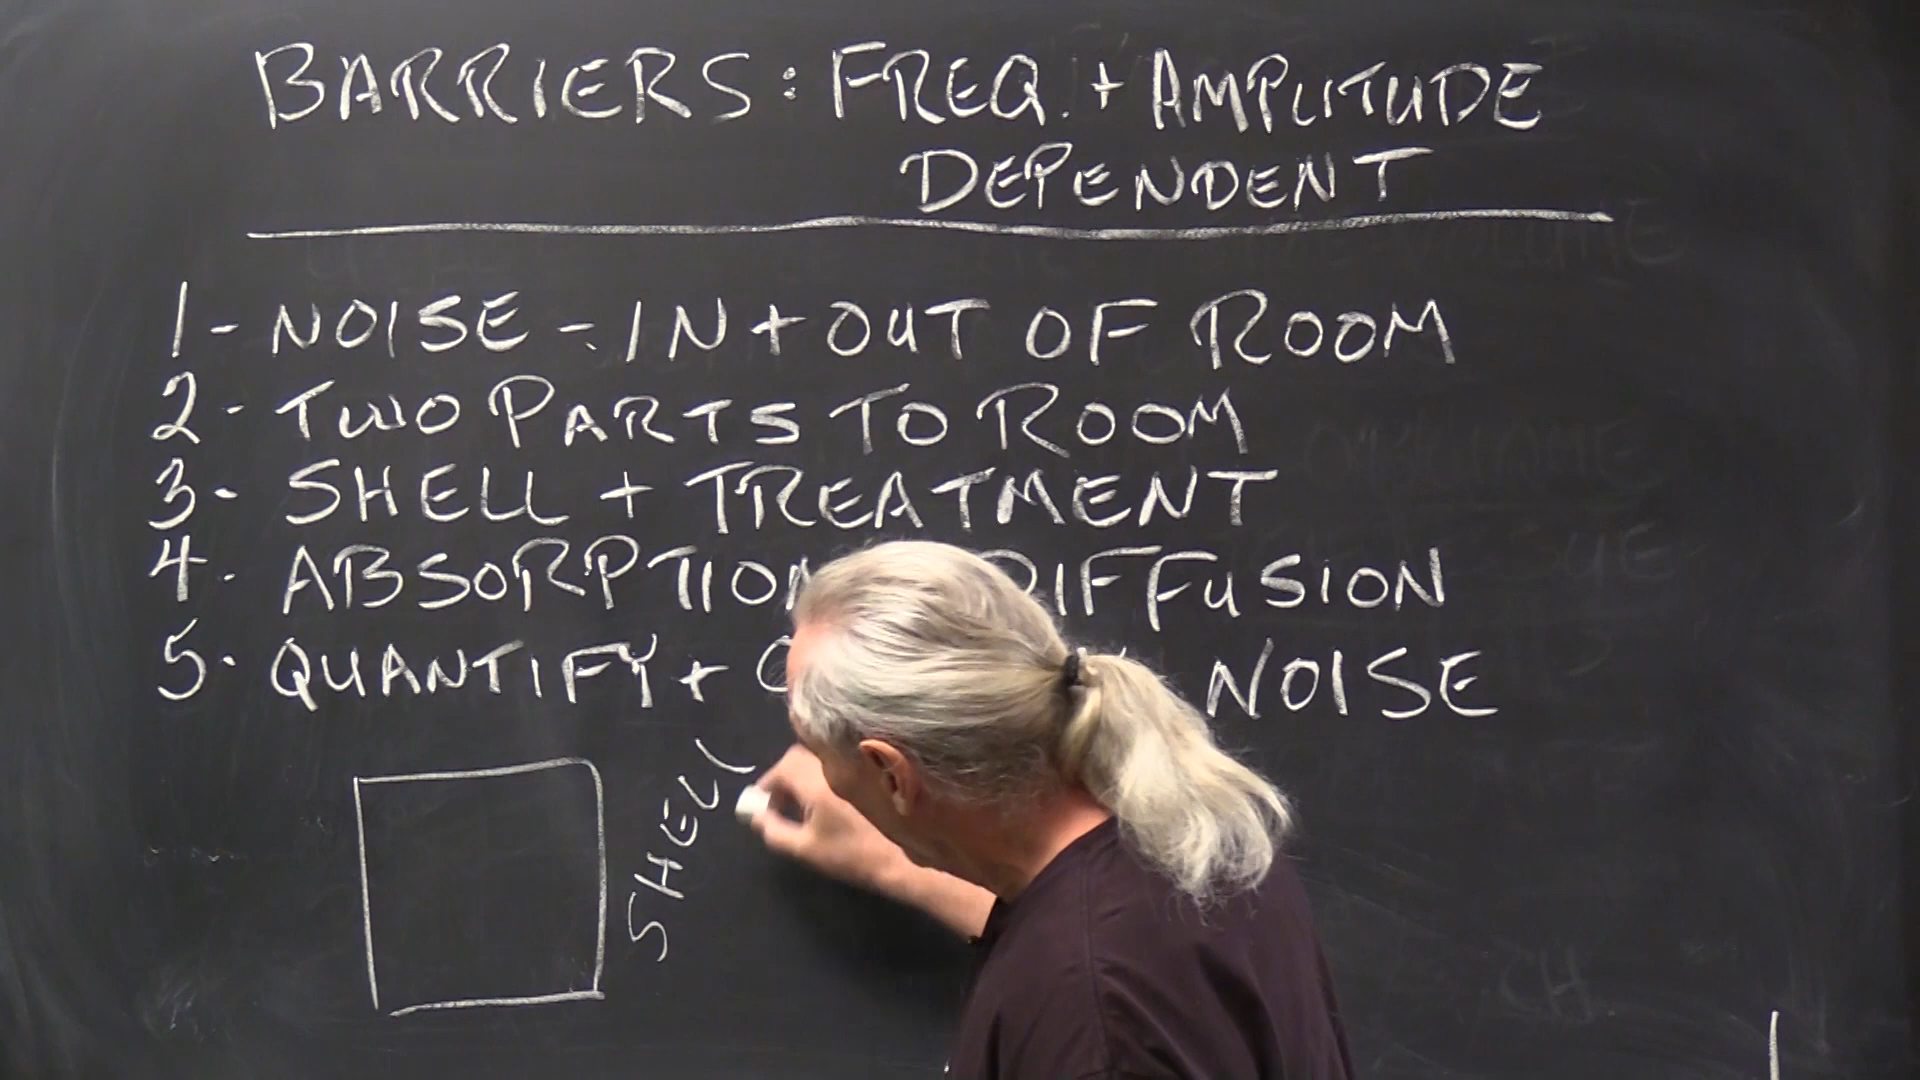 BARRIERS: FREQ. + AMPLITUDE
DEPENDENT
1 - NOISE - IN + OUT OF ROOM
2 - TWO PARTS TO ROOM
3 - SHELL + TREATMENT
4 - ABSORPTION DIFFUSION
5 - QUANTIFY + NOISE
SHELL